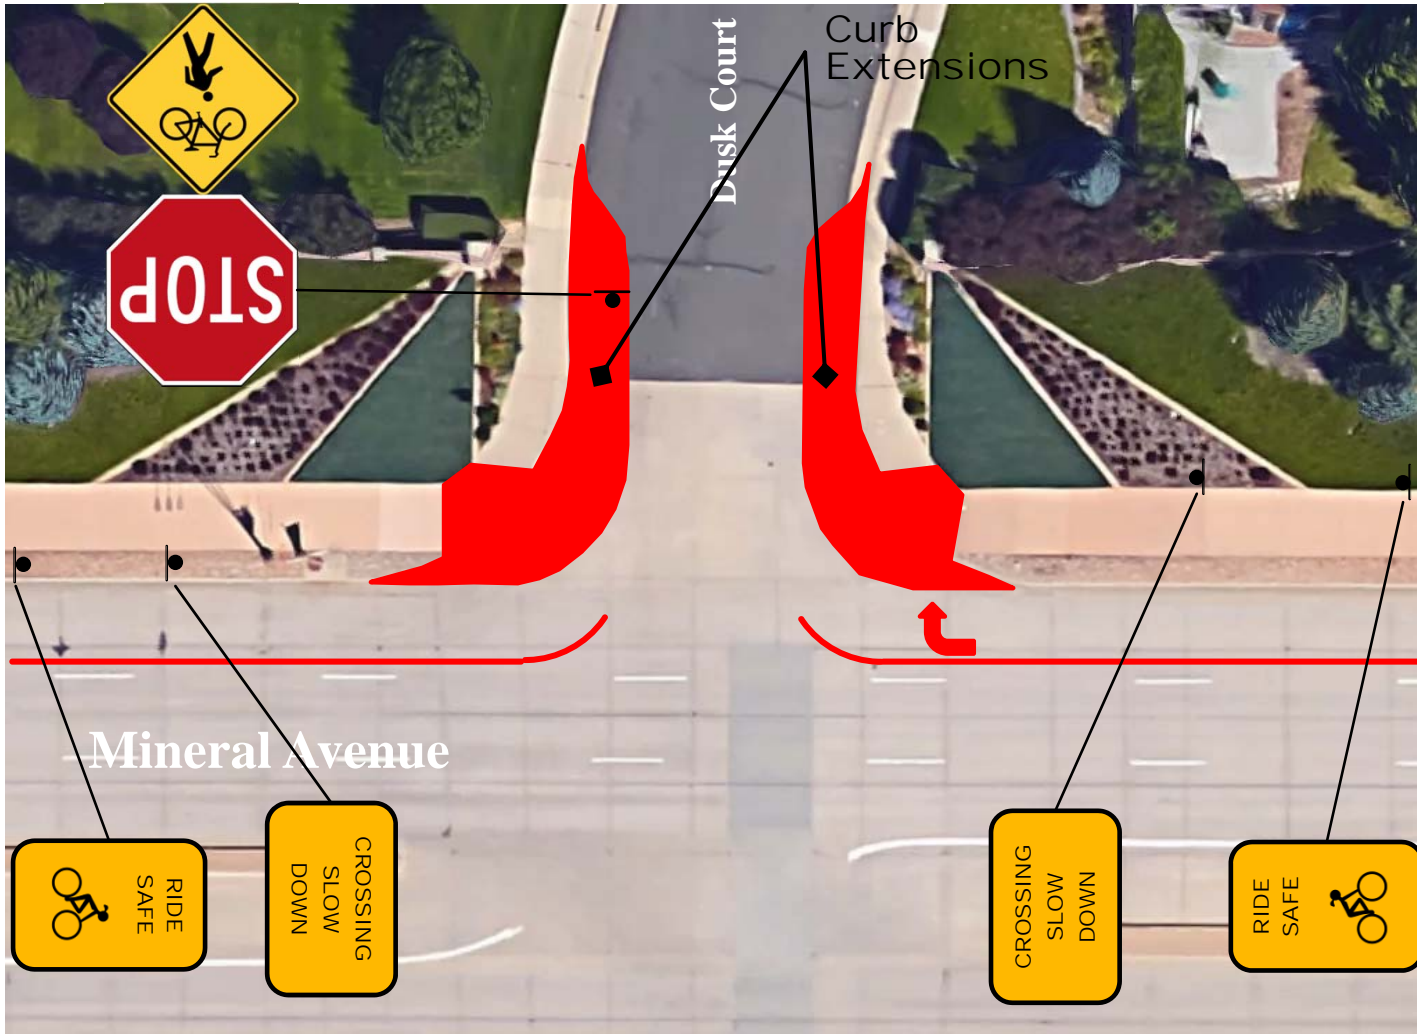 Curb
Extensions
Dusk Court
STOP
Mineral Avenue
RIDE
SAFE
CROSSING
SLOW
DOWN
CROSSING
SLOW
DOWN
RIDE
SAFE